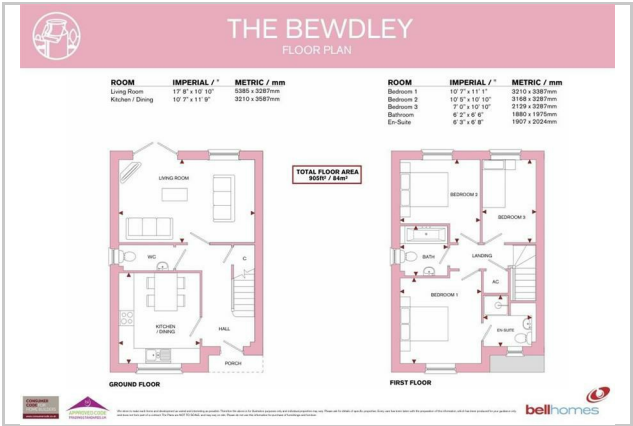 THE BEWDLEY
FLOOR PLAN
ROOM IMPERIAL / " METRIC / mm
Living Room 17' 8" x 10' 10" 5385 x 3287mm
Kitchen / Dining 10' 7" x 11' 9" 3210 x 3587mm
ROOM IMPERIAL / " METRIC / mm
Bedroom 1 10' 7" x 11' 1" 3210 x 3387mm
Bedroom 2 10' 5" x 10' 10" 3168 x 3287mm
Bedroom 3 7' 0" x 10' 10" 2129 x 3287mm
Bathroom 6' 2" x 6' 6" 1880 x 1975mm
En-Suite 6' 3" x 6' 8" 1907 x 2024mm
TOTAL FLOOR AREA
905ft² / 84m²
LIVING ROOM
WC
C
KITCHEN
/ DINING
HALL
PORCH
GROUND FLOOR
BEDROOM 2
BEDROOM 3
BATH
LANDING
AC
BEDROOM 1
EN-SUITE
FIRST FLOOR
CONSUMER
CODE
APPROVED CODE
bellhomes